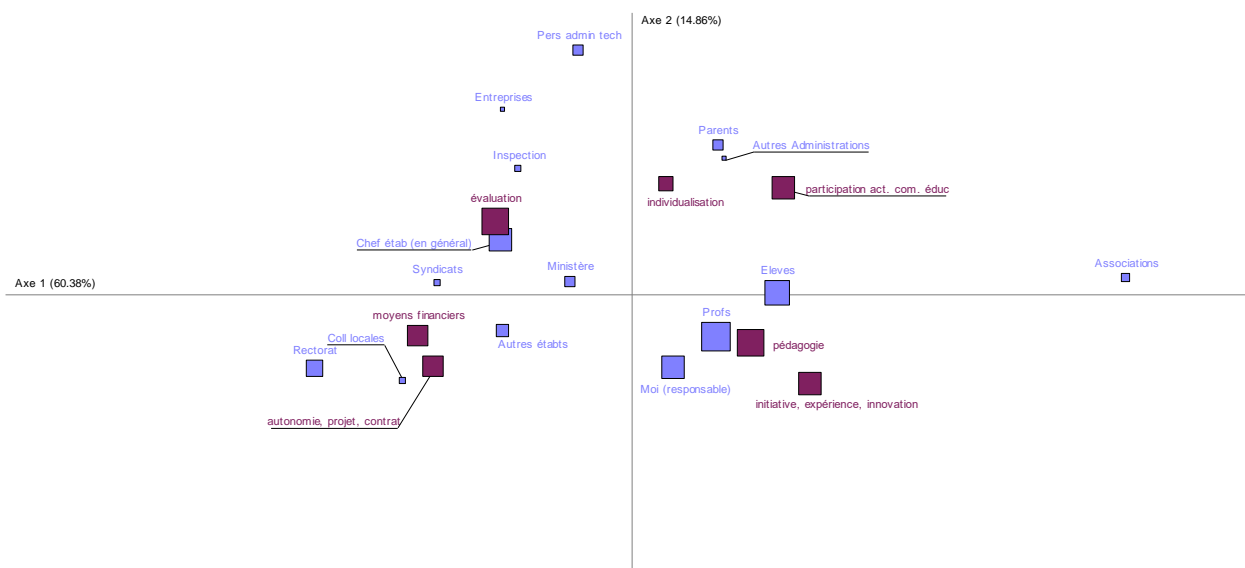 Axe 2 (14.86%)
Pers admin tech
Entreprises
Parents
Autres Administrations
Inspection
participation act. com. éduc
évaluation
individualisation
Chef étab (en général)
Syndicats
Ministère
Eleves
Associations
Axe 1 (60.38%)
moyens financiers
Profs
Coll locales
Autres étabts
pédagogie
Rectorat
Moi (responsable)
initiative, expérience, innovation
autonomie, projet, contrat